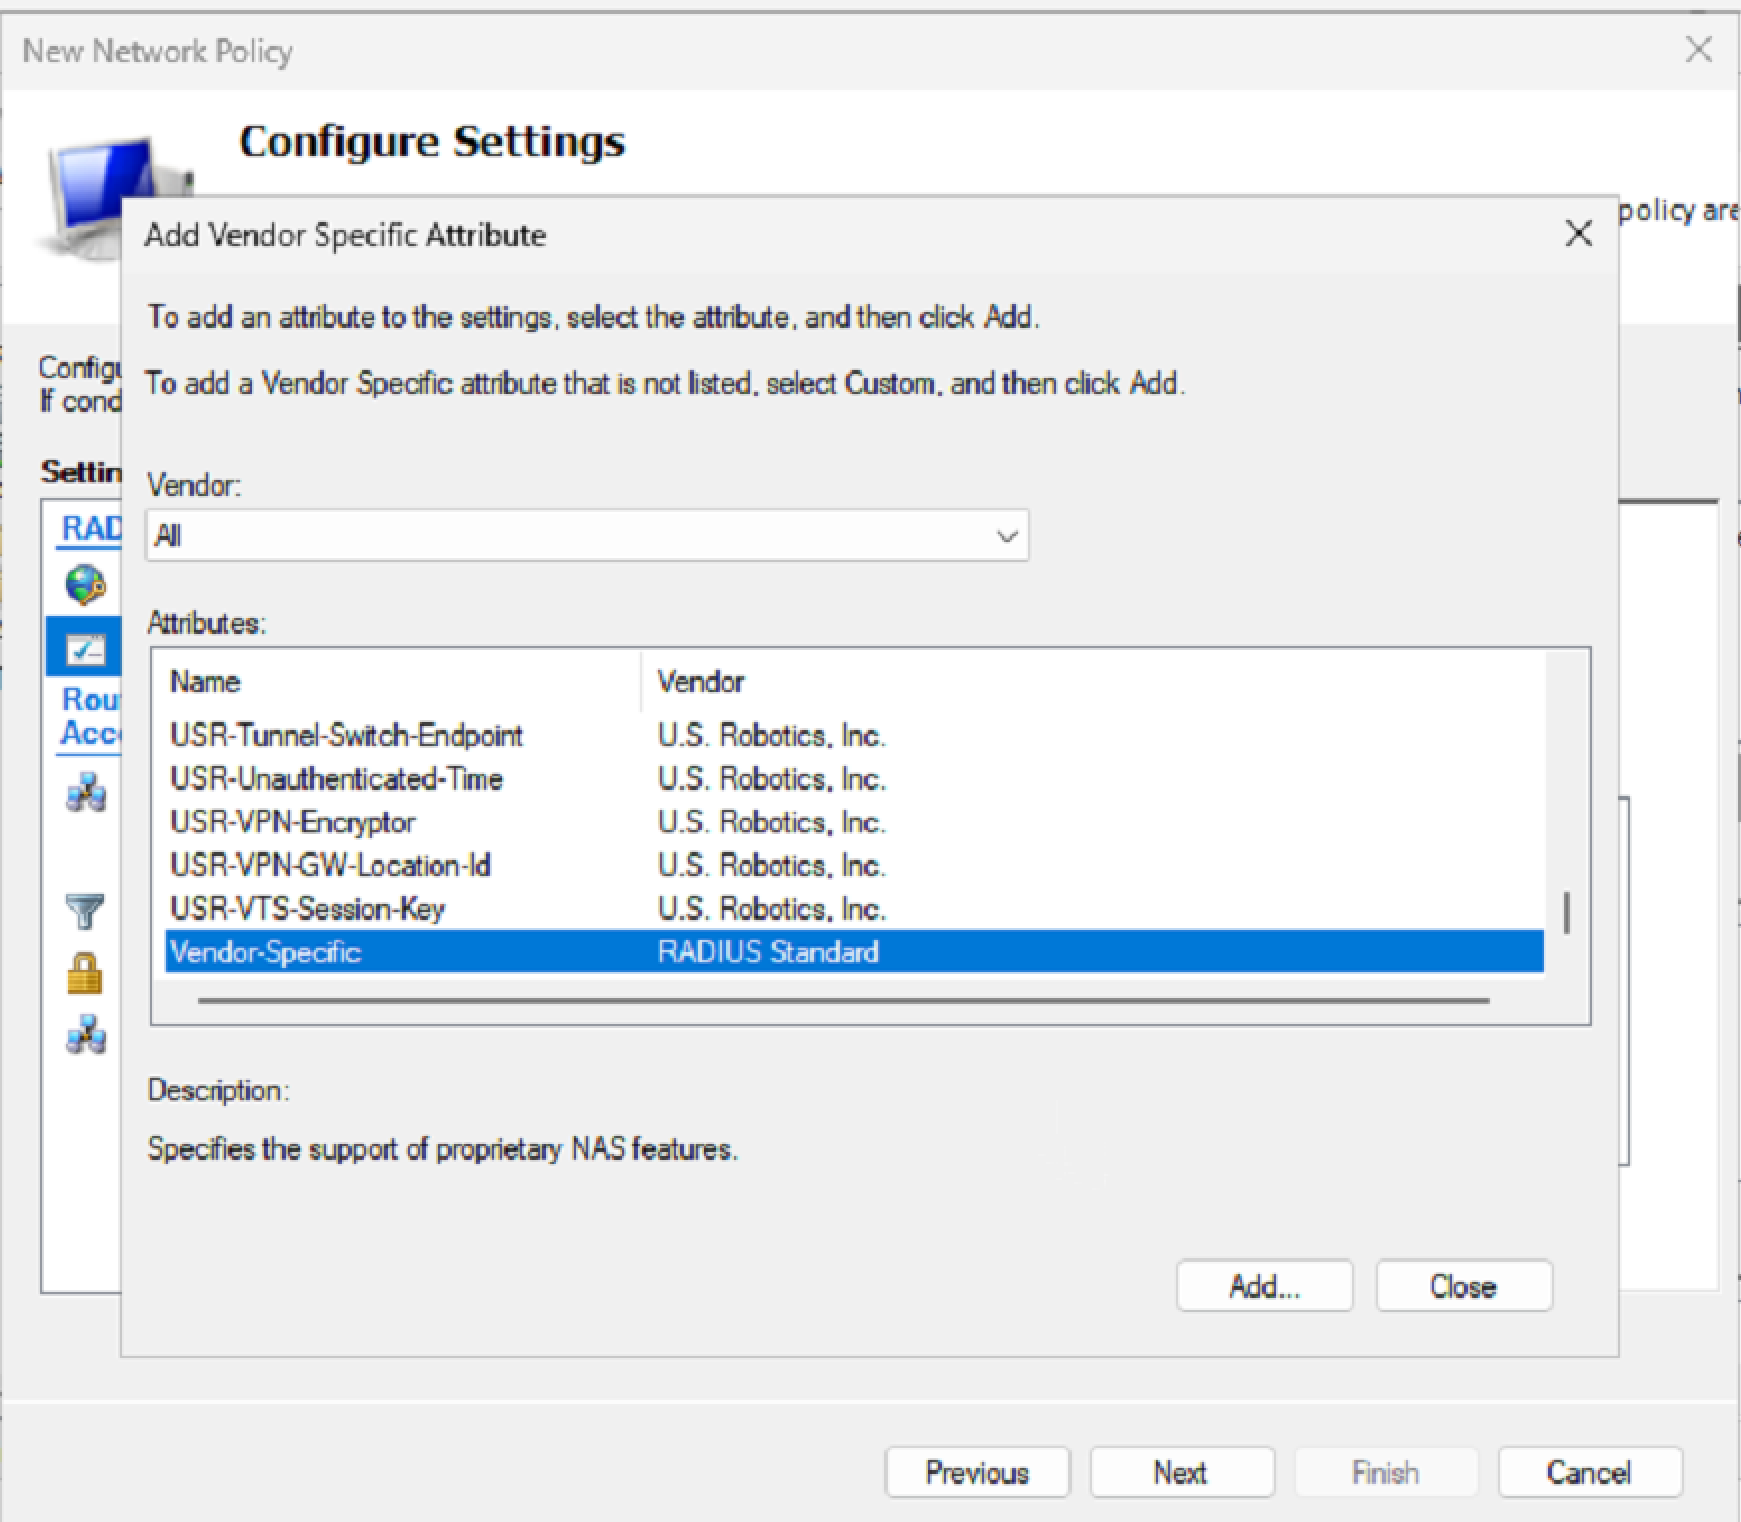 New Network Policy
Configure Settings
policy are
Add Vendor Specific Attribute
To add an attribute to the settings, select the attribute, and then click Add.
Configu
To add a Vendor Specific attribute that is not listed, select Custom, and then click Add.
If cond
Settin
Vendor:
RAD
All
Attributes:
Name Vendor
Rou
USR-Tunnel-Switch-Endpoint U.S. Robotics, Inc.
Acce
USR-Unauthenticated-Time U.S. Robotics, Inc.
USR-VPN-Encryptor U.S. Robotics, Inc.
USR-VPN-GW-Location-Id U.S. Robotics, Inc.
USR-VTS-Session-Key U.S. Robotics, Inc.
Vendor-Specific RADIUS Standard
Description:
Specifies the support of proprietary NAS features.
Add... Close
Previous Next Finish Cancel